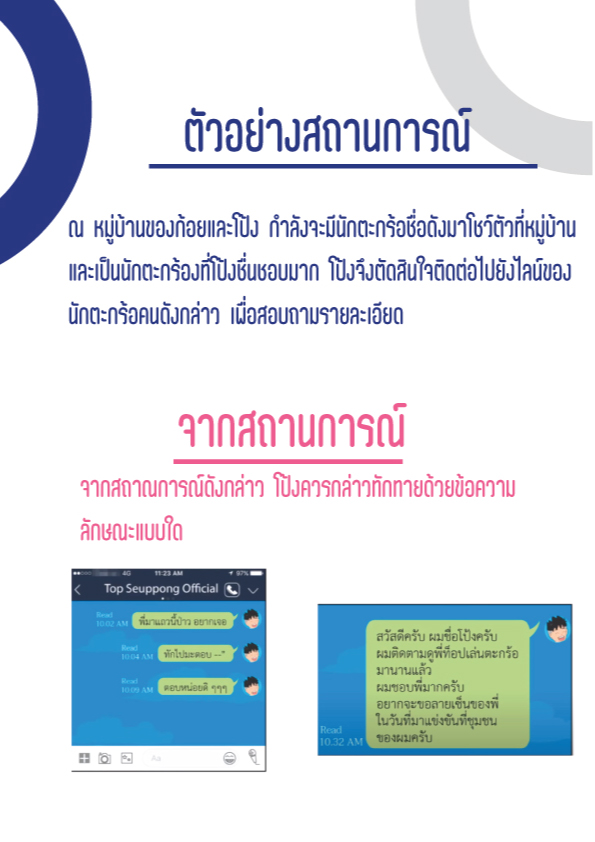 ตัวอย่างสถานการณ์
ณ หมู่บ้านของก้อยและโป้ง กำลังจะมีนักตะกร้อชื่อดังมาโชว์ตัวที่หมู่บ้าน
และเป็นนักตะกร้องที่โป้งชื่นชอบมาก โป้งจึงตัดสินใจติดต่อไปยังไลน์ของ
นักตะกร้อคนดังกล่าว เพื่อสอบถามรายละเอียด
จากสถานการณ์
จากสถาณการณ์ดังกล่าว โป้งควรกล่าวทักทายด้วยข้อความ
ลักษณะแบบใด
4G 11:23 AM 97%
Top Seuppong Official
Read
10:02 AM
พี่มาแถวนี้ป่าว อยากเจอ
Read
10:04 AM
ทักไปมะตอบ --"
Read
10:09 AM
ตอบหน่อยดิ ๆๆๆ
Aa
สวัสดีครับ ผมชื่อโป้งครับ
ผมติดตามดูพี่ท็อปเล่นตะกร้อ
มานานแล้ว
ผมชอบพี่มากครับ
อยากจะขอลายเซ็นของพี่
ในวันที่มาแข่งขันที่ชุมชน
ของผมครับ
Read
10.32 AM